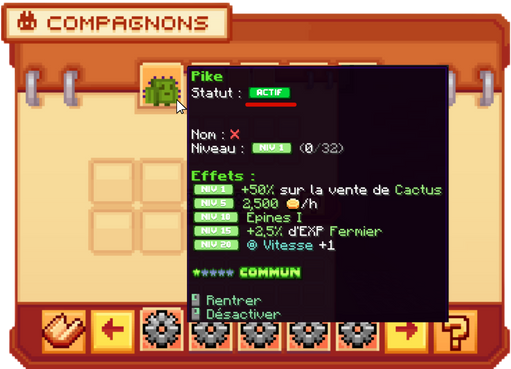 COMPAGNONS
Pike
Statut : ACTIF
Nom : ✕
Niveau : NIV 1 (0/32)
Effets :
NIV 1 +50% sur la vente de Cactus
NIV 5 2,500 /h
NIV 10 Épines I
NIV 15 +2,5% d'EXP Fermier
NIV 20 Vitesse +1
★★★★★ COMMUN
Rentrer
Désactiver
?